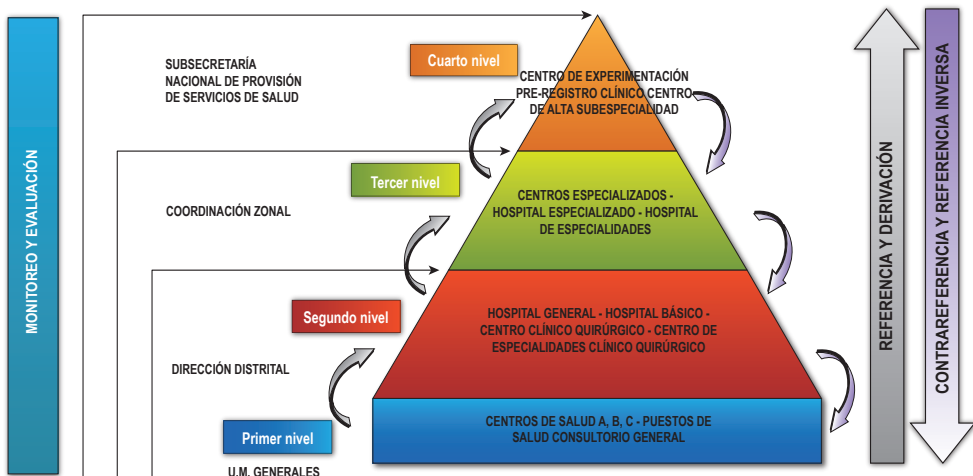 MONITOREO Y EVALUACIÓN
SUBSECRETARÍA
NACIONAL DE PROVISIÓN
DE SERVICIOS DE SALUD
Cuarto nivel
CENTRO DE EXPERIMENTACIÓN
PRE-REGISTRO CLÍNICO CENTRO
DE ALTA SUBESPECIALIDAD
Tercer nivel
COORDINACIÓN ZONAL
CENTROS ESPECIALIZADOS -
HOSPITAL ESPECIALIZADO - HOSPITAL
DE ESPECIALIDADES
Segundo nivel
HOSPITAL GENERAL - HOSPITAL BÁSICO -
CENTRO CLÍNICO QUIRÚRGICO - CENTRO DE
ESPECIALIDADES CLÍNICO QUIRÚRGICO
DIRECCIÓN DISTRITAL
Primer nivel
CENTROS DE SALUD A, B, C - PUESTOS DE
SALUD CONSULTORIO GENERAL
U.M. GENERALES
REFERENCIA Y DERIVACIÓN
CONTRAREFERENCIA Y REFERENCIA INVERSA